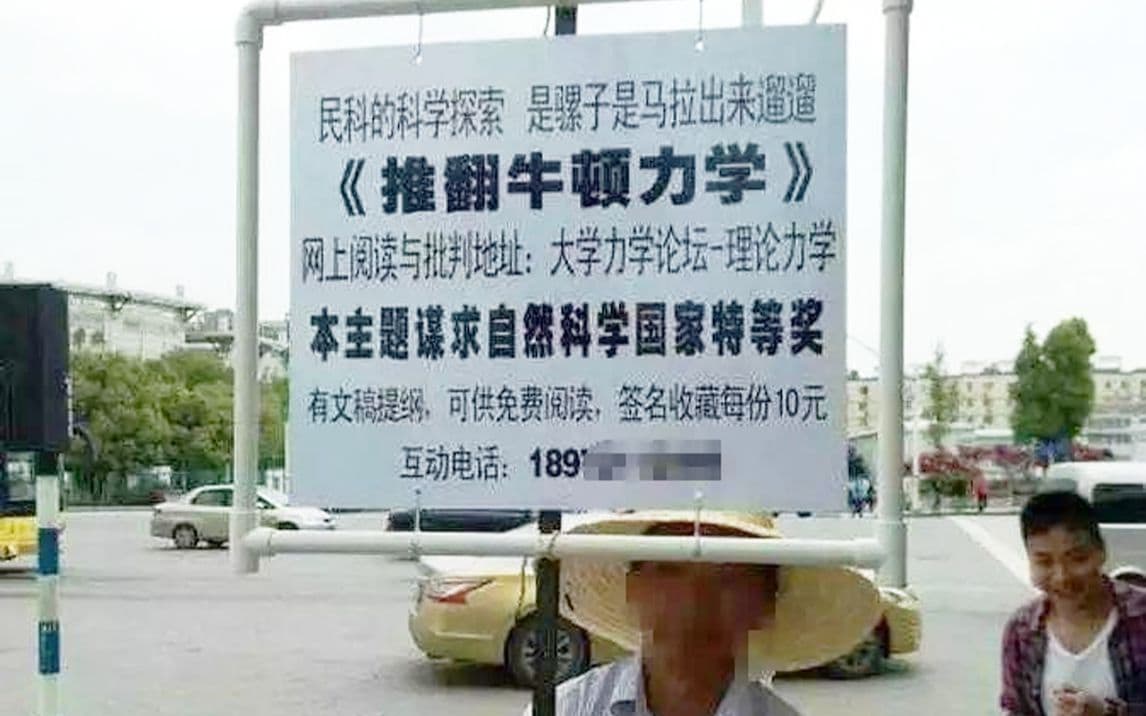 民科的科学探索 是骡子是马拉出来遛遛
《推翻牛顿力学》
网上阅读与批判地址：大学力学论坛-理论力学
本主题谋求自然科学国家特等奖
有文稿提纲，可供免费阅读，签名收藏每份10元
互动电话：189